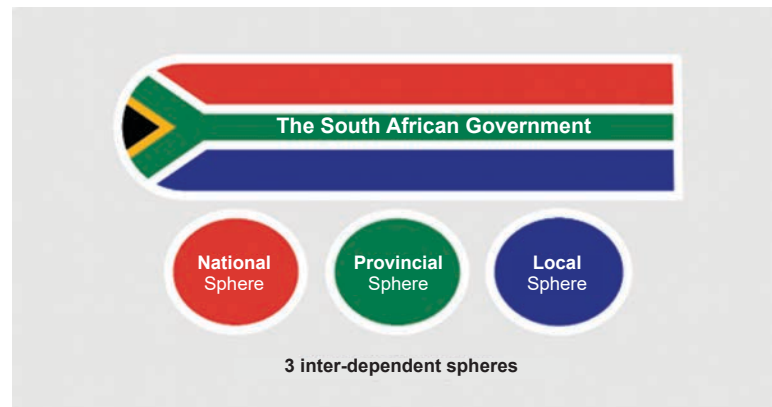 The South African Government
National
Sphere
Provincial
Sphere
Local
Sphere
3 inter-dependent spheres